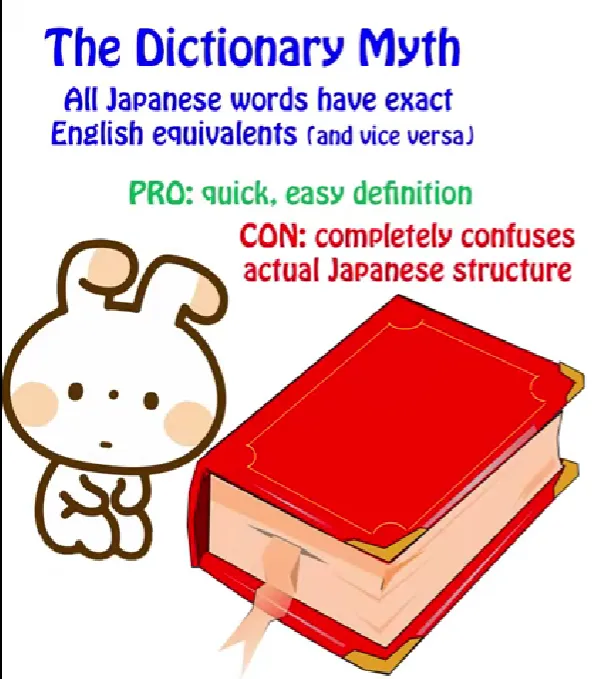 The Dictionary Myth
All Japanese words have exact
English equivalents (and vice versa)
PRO: quick, easy definition
CON: completely confuses
actual Japanese structure